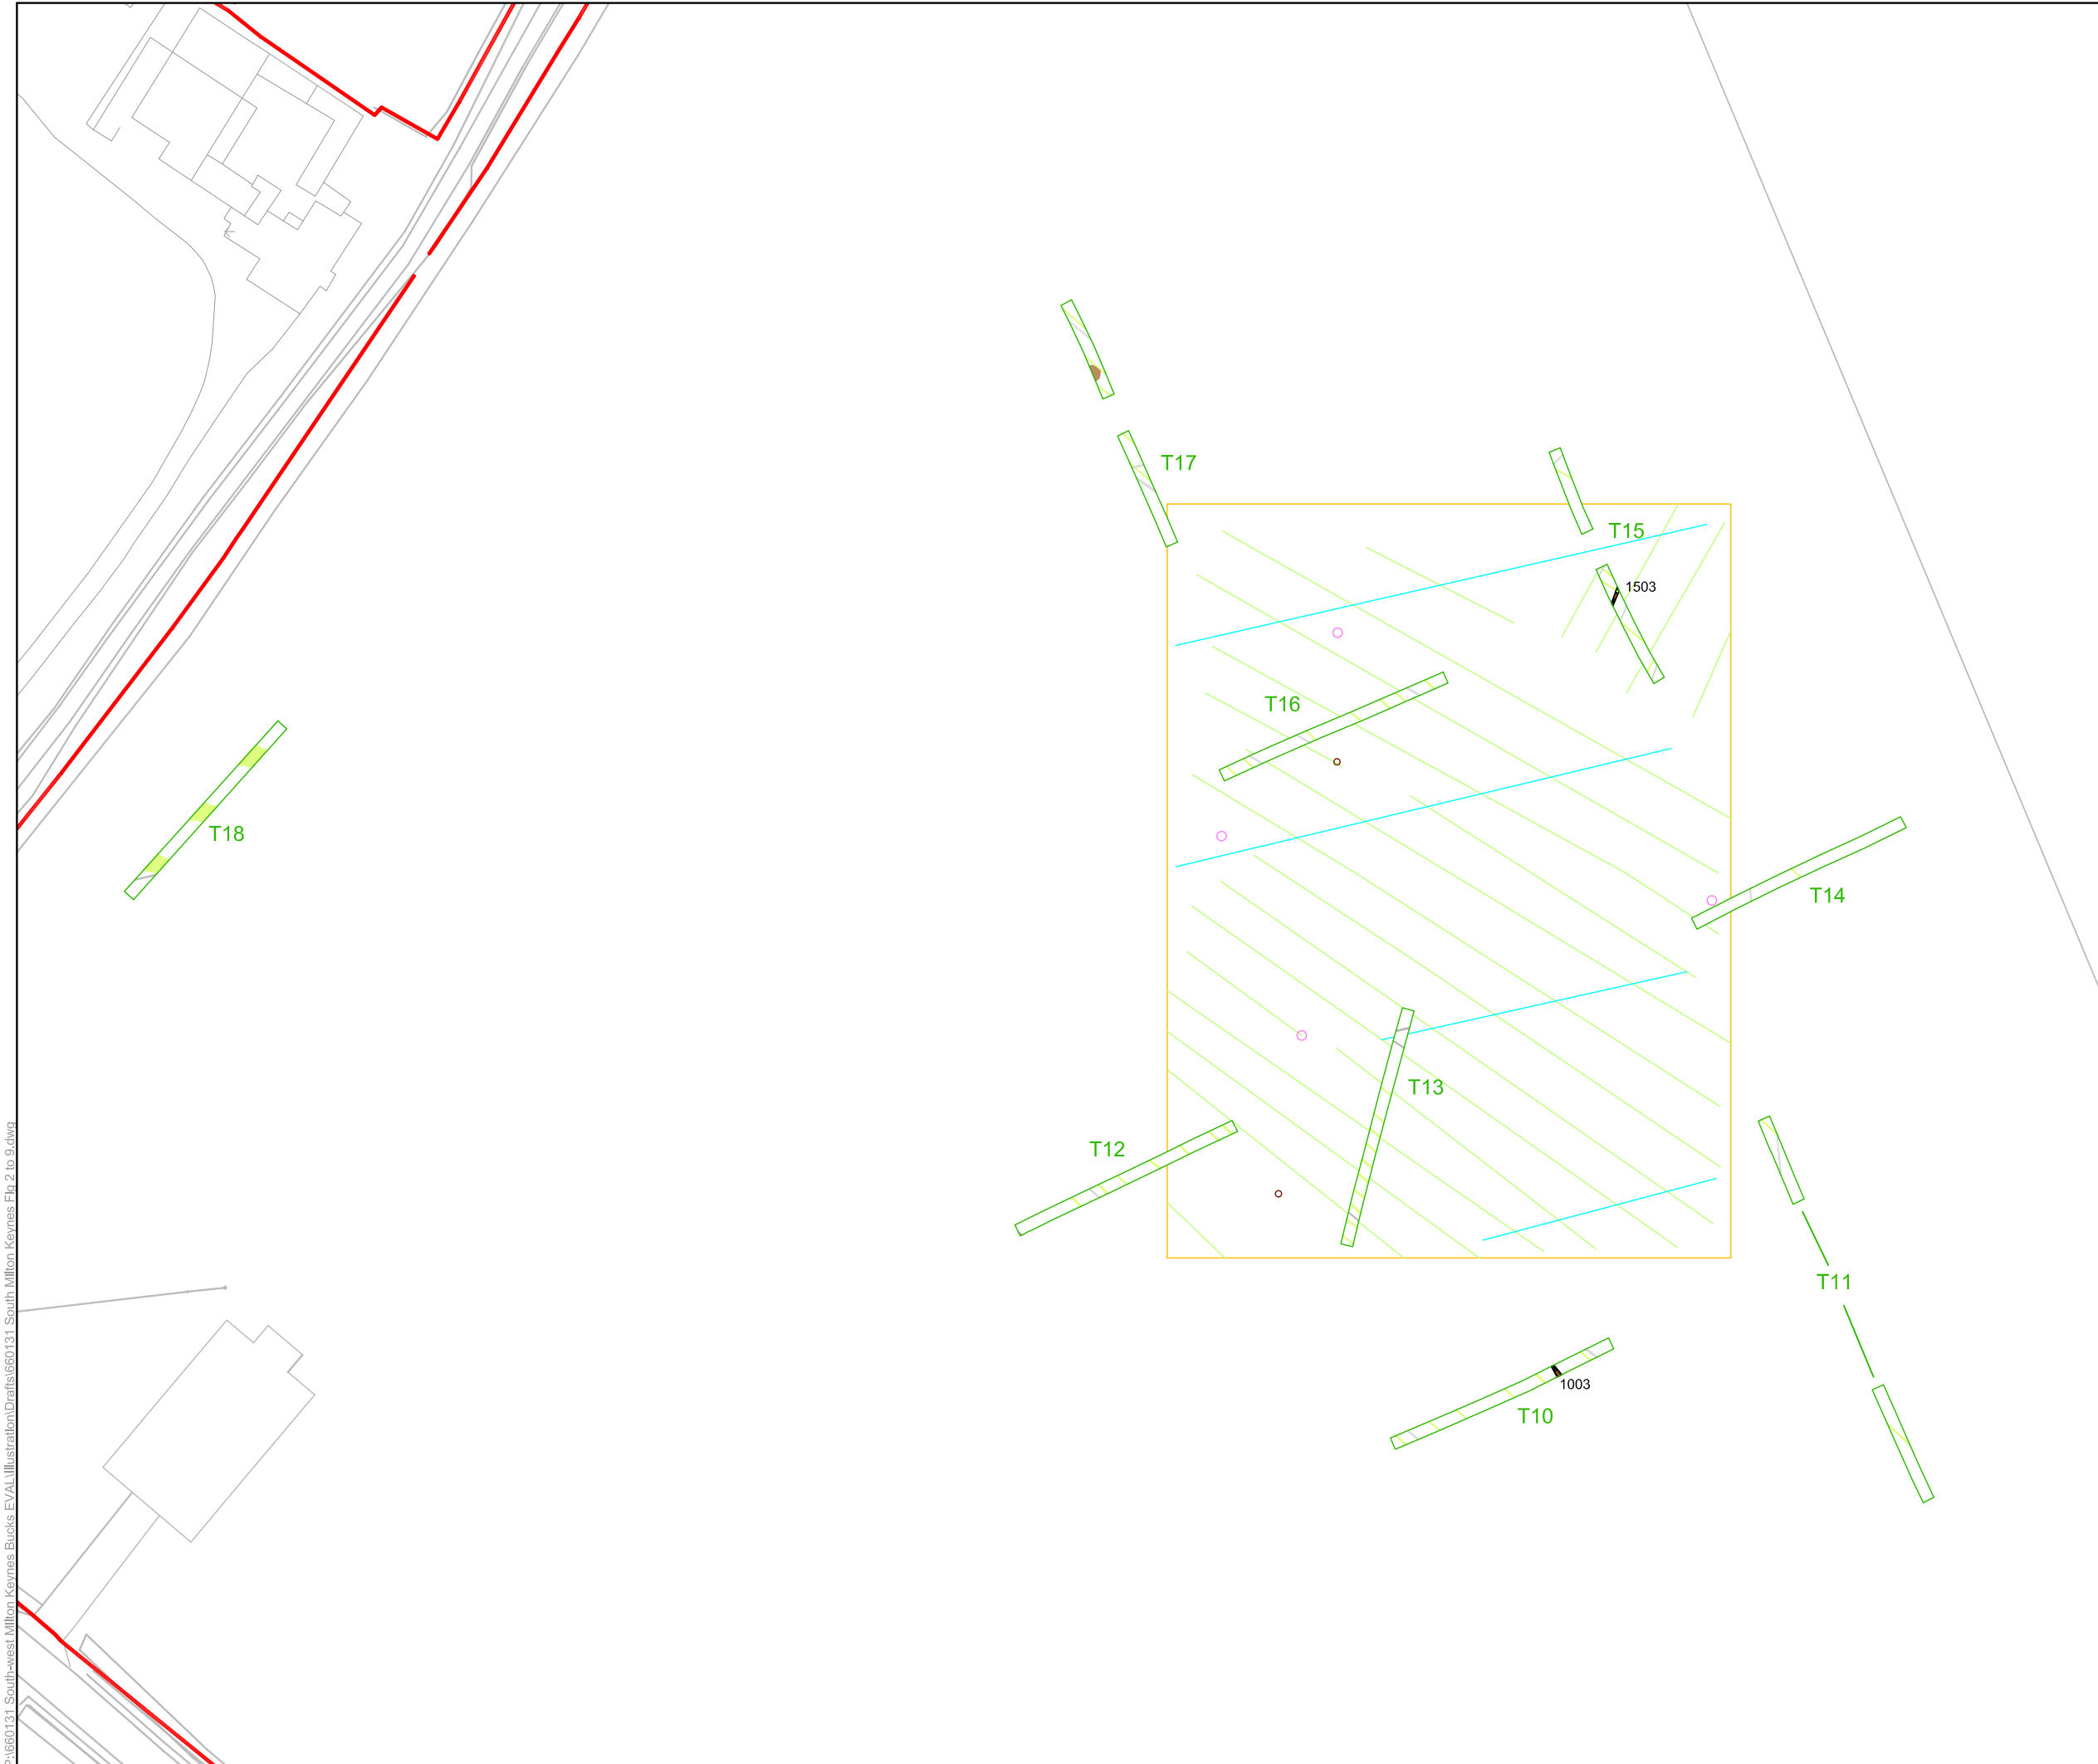 T17
T15
1503
T16
T18
T14
T13
T12
T11
1003
T10
P:\660131 South-west Milton Keynes Bucks EVAL\Illustration\Drafts\660131 South Milton Keynes Fig 2 to 9.dwg